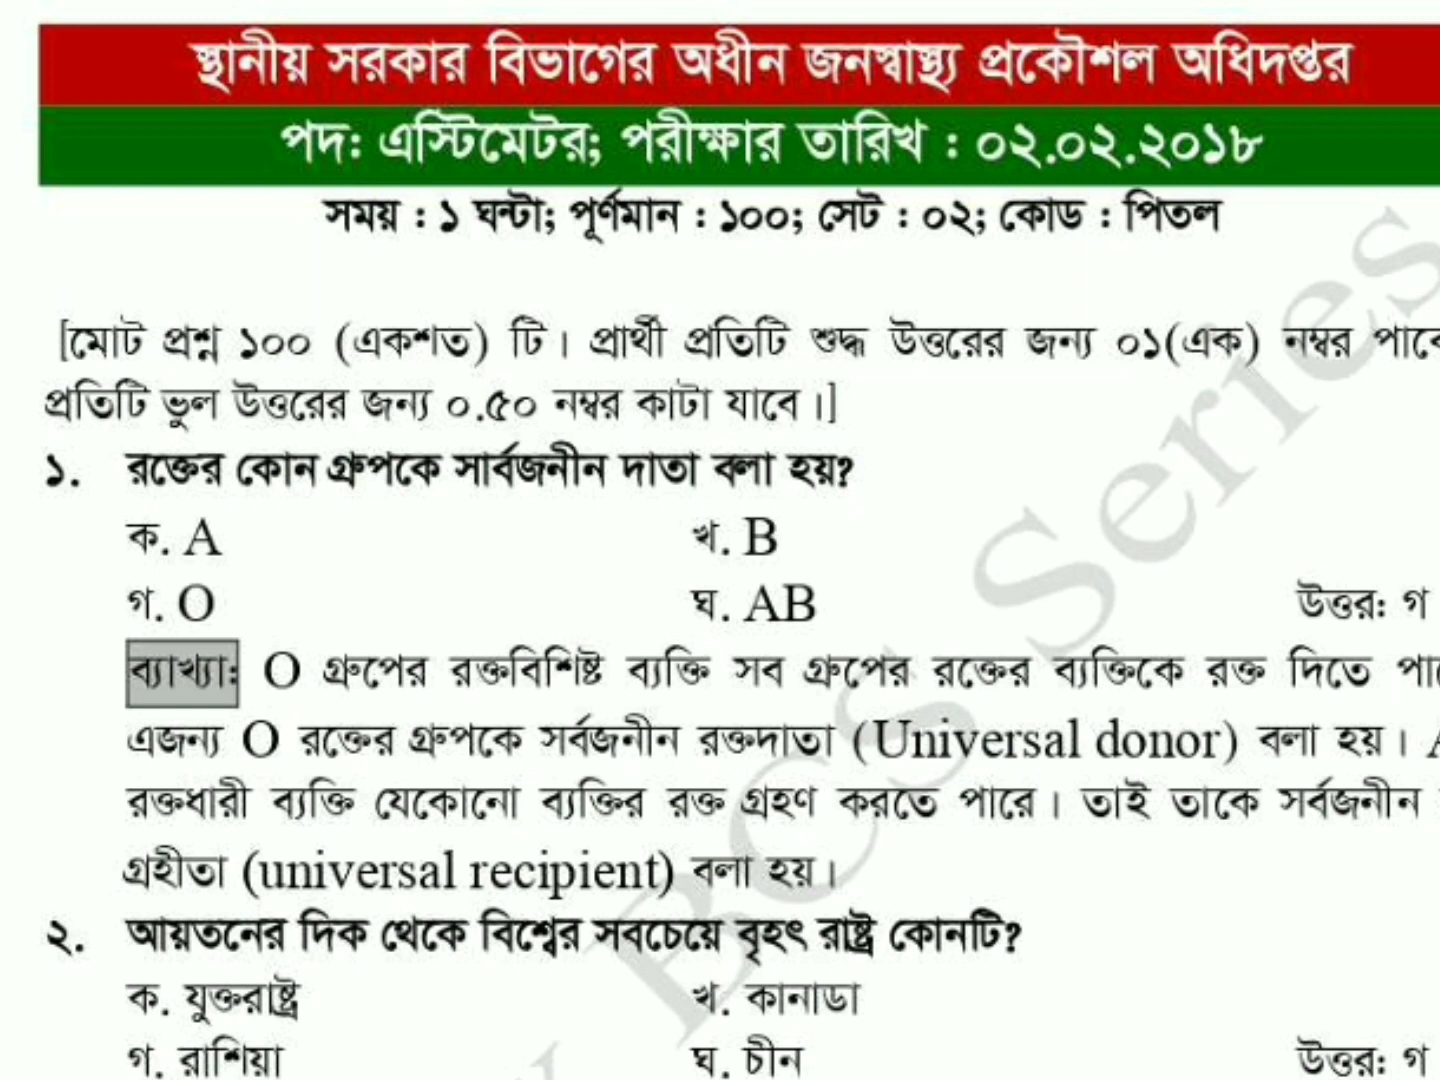 স্থানীয় সরকার বিভাগের অধীন জনস্বাস্থ্য প্রকৌশল অধিদপ্তর
পদ: এস্টিমেটর; পরীক্ষার তারিখ : ০২.০২.২০১৮
সময় : ১ ঘন্টা; পূর্ণমান : ১০০; সেট : ০২; কোড : পিতল
[মোট প্রশ্ন ১০০ (একশত) টি। প্রার্থী প্রতিটি শুদ্ধ উত্তরের জন্য ০১(এক) নম্বর
প্রতিটি ভুল উত্তরের জন্য ০.৫০ নম্বর কাটা যাবে।]
১. রক্তের কোন গ্রুপকে সার্বজনীন দাতা বলা হয়?
ক. A খ. B
গ. O ঘ. AB উত্তর: গ
ব্যাখ্যা: O গ্রুপের রক্তবিশিষ্ট ব্যক্তি সব গ্রুপের রক্তের ব্যক্তিকে রক্ত দিতে
এজন্য O রক্তের গ্রুপকে সর্বজনীন রক্তদাতা (Universal donor) বলা হয়।
রক্তধারী ব্যক্তি যেকোনো ব্যক্তির রক্ত গ্রহণ করতে পারে। তাই তাকে সর্বজনীন
গ্রহীতা (universal recipient) বলা হয়।
২. আয়তনের দিক থেকে বিশ্বের সবচেয়ে বৃহৎ রাষ্ট্র কোনটি?
ক. যুক্তরাষ্ট্র খ. কানাডা
গ. রাশিয়া ঘ. চীন উত্তর: গ
BCS Series